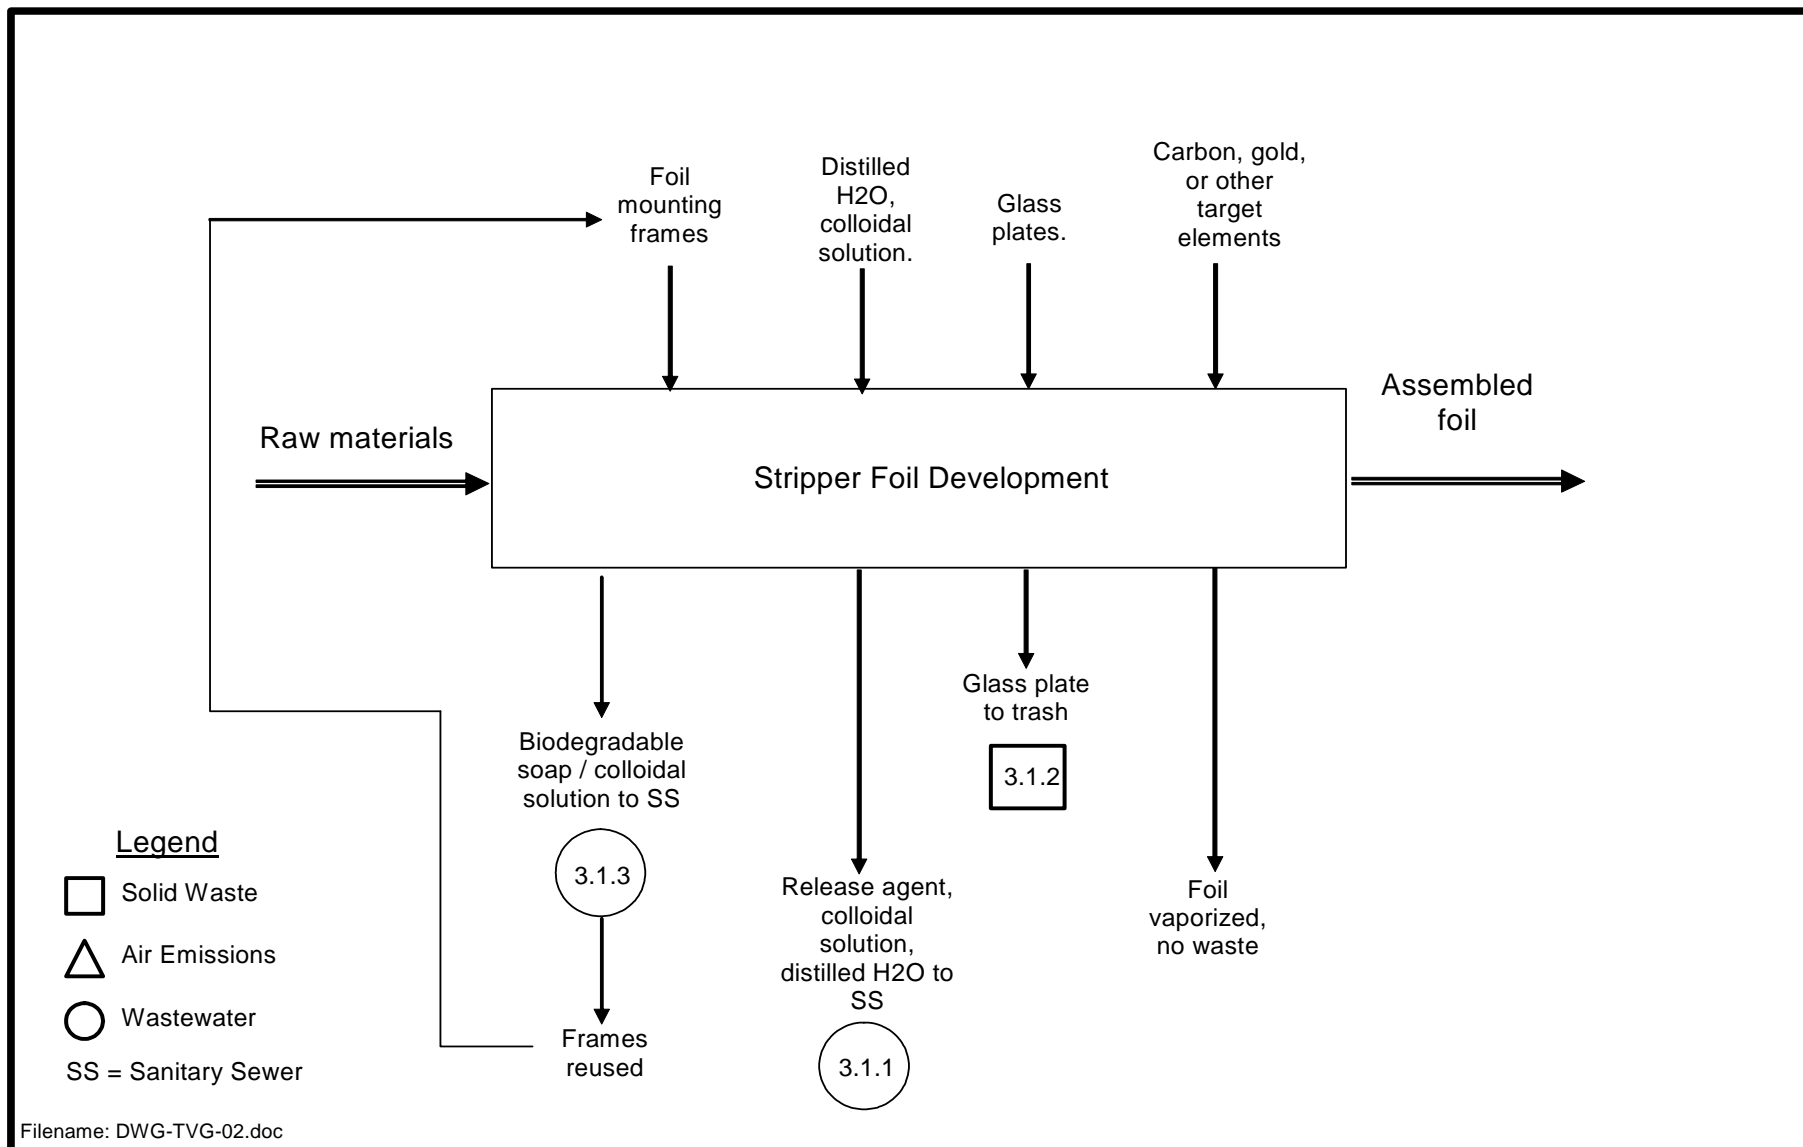 Foil
mounting
frames
Distilled
H2O,
colloidal
solution.
Glass
plates.
Carbon, gold,
or other
target
elements
Raw materials
Stripper Foil Development
Assembled
foil
Biodegradable
soap / colloidal
solution to SS
3.1.3
Frames
reused
Release agent,
colloidal
solution,
distilled H2O to
SS
3.1.1
Glass plate
to trash
3.1.2
Foil
vaporized,
no waste
Legend
Solid Waste
Air Emissions
Wastewater
SS = Sanitary Sewer
Filename: DWG-TVG-02.doc